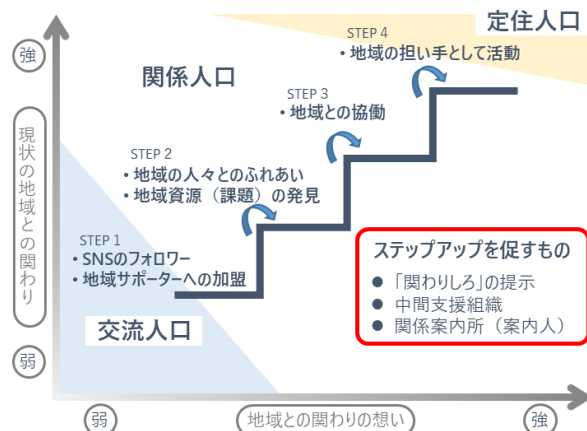 定住人口
STEP 4
・地域の担い手として活動
強
関係人口
STEP 3
・地域との協働
現状の地域との関わり
STEP 2
・地域の人々とのふれあい
・地域資源（課題）の発見
STEP 1
・SNSのフォロワー
・地域サポーターへの加盟
ステップアップを促すもの
● 「関わりしろ」の提示
● 中間支援組織
● 関係案内所（案内人）
交流人口
弱
弱
地域との関わりの想い
強